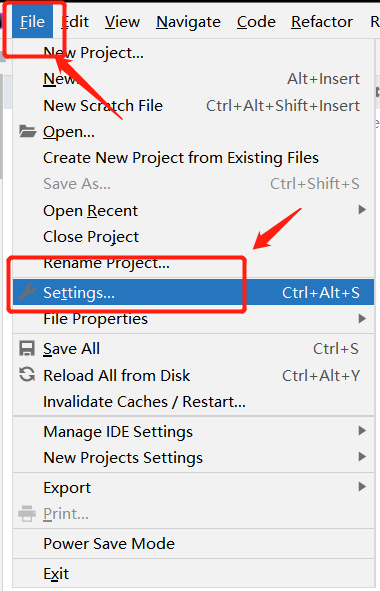 File Edit View Navigate Code Refactor R
New Project...
New Alt+Insert
New Scratch File Ctrl+Alt+Shift+Insert
Open...
Create New Project from Existing Files
Save As... Ctrl+Shift+S
Open Recent
Close Project
Rename Project...
Settings... Ctrl+Alt+S
File Properties
Save All Ctrl+S
Reload All from Disk Ctrl+Alt+Y
Invalidate Caches / Restart...
Manage IDE Settings
New Projects Settings
Export
Print...
Power Save Mode
Exit